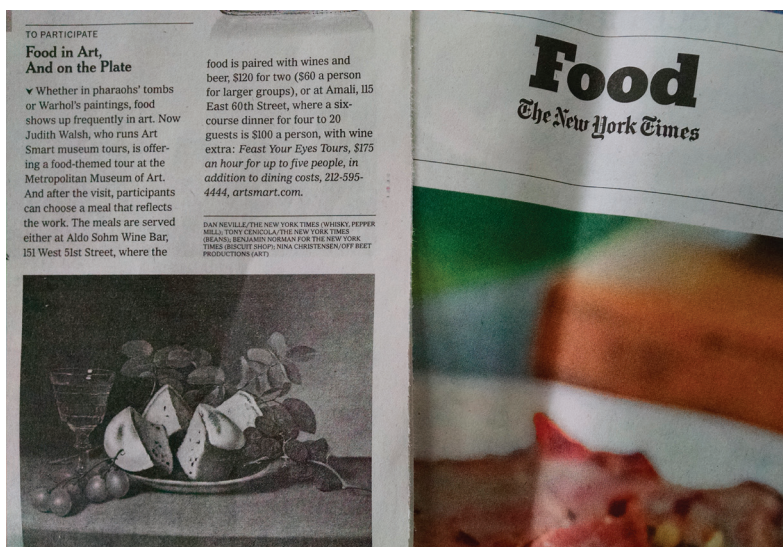 TO PARTICIPATE
Food in Art,
And on the Plate
Whether in pharaohs' tombs
or Warhol's paintings, food
shows up frequently in art. Now
Judith Walsh, who runs Art
Smart museum tours, is offer-
ing a food-themed tour at the
Metropolitan Museum of Art.
And after the visit, participants
can choose a meal that reflects
the work. The meals are served
either at Aldo Sohm Wine Bar,
151 West 51st Street, where the
food is paired with wines and
beer, $120 for two ($60 a person
for larger groups), or at Amali, 115
East 60th Street, where a six-
course dinner for four to 20
guests is $100 a person, with wine
extra: Feast Your Eyes Tours, $175
an hour for up to five people, in
addition to dining costs, 212-595-
4444, artsmart.com.
DAN NEVILLE/THE NEW YORK TIMES (WHISKY, PEPPER
MILL); TONY CENICOLA/THE NEW YORK TIMES
(BEANS); BENJAMIN NORMAN FOR THE NEW YORK
TIMES (BISCUIT SHOP); NINA CHRISTENSEN/OFF BEET
PRODUCTIONS (ART)
Food
The New York Times